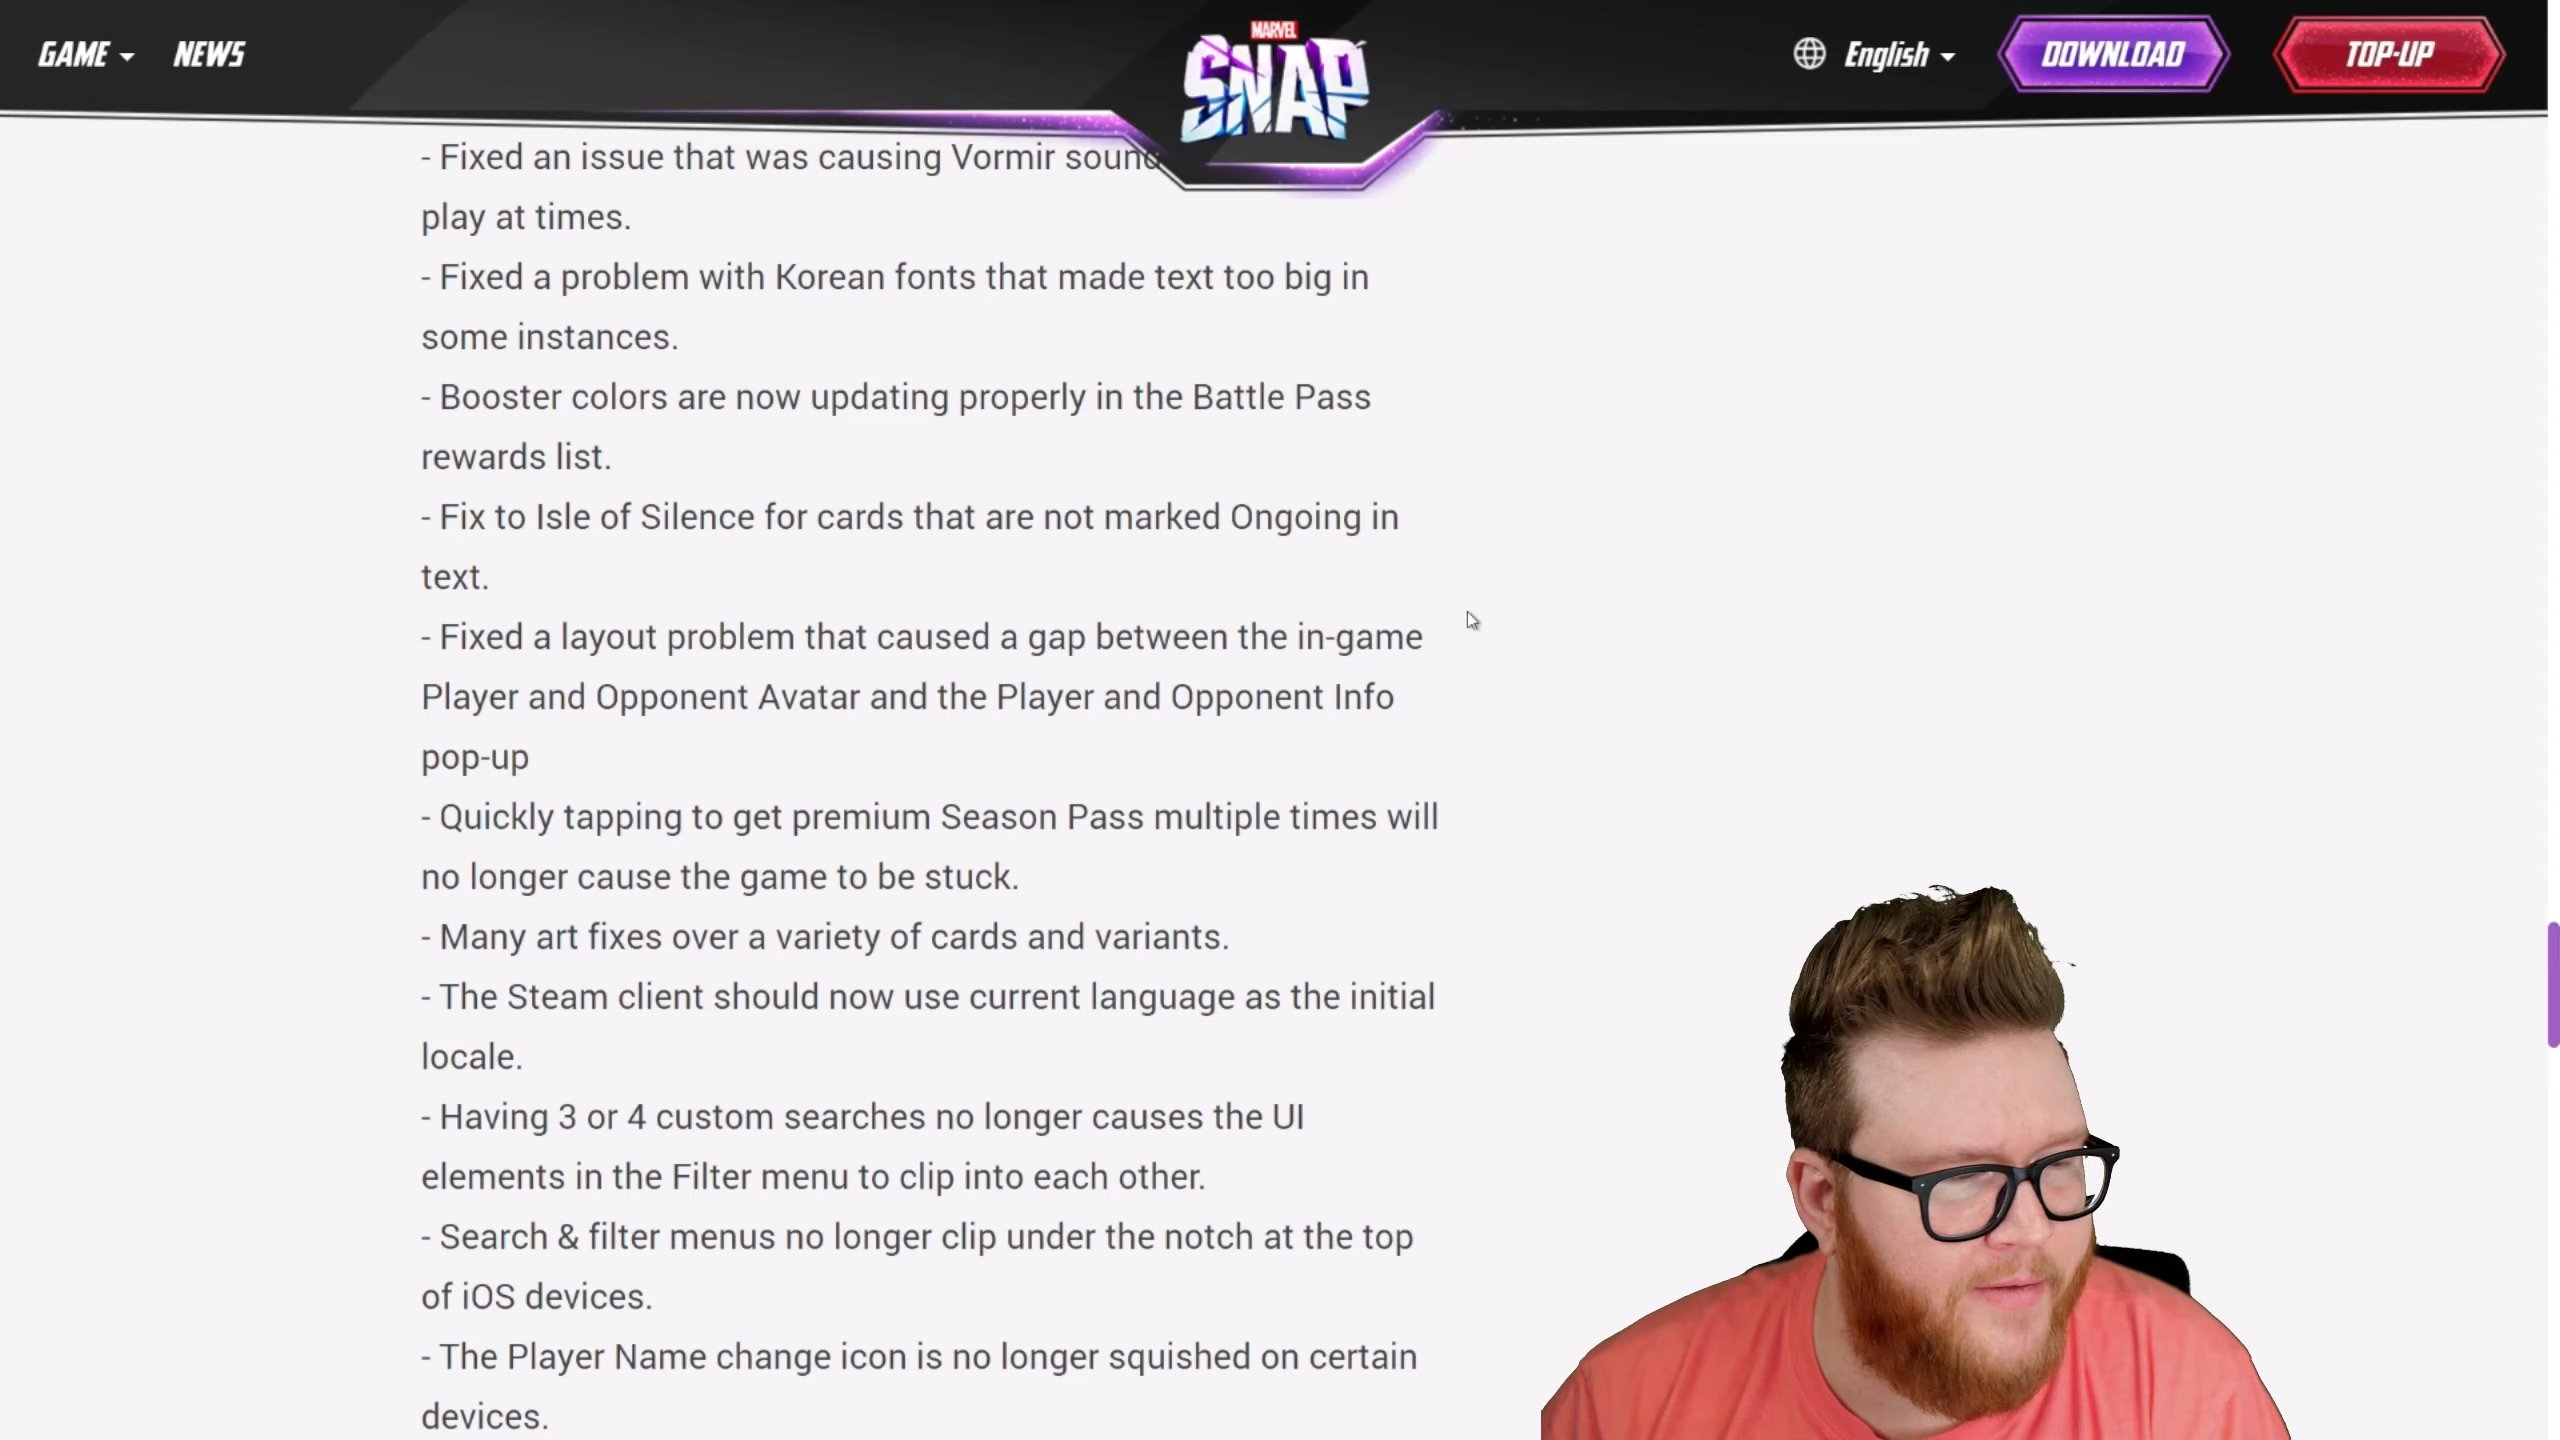 GAME NEWS
MARVEL
SNAP
English
DOWNLOAD
TOP-UP
- Fixed an issue that was causing Vormir sound
play at times.
- Fixed a problem with Korean fonts that made text too big in
some instances.
- Booster colors are now updating properly in the Battle Pass
rewards list.
- Fix to Isle of Silence for cards that are not marked Ongoing in
text.
- Fixed a layout problem that caused a gap between the in-game
Player and Opponent Avatar and the Player and Opponent Info
pop-up
- Quickly tapping to get premium Season Pass multiple times will
no longer cause the game to be stuck.
- Many art fixes over a variety of cards and variants.
- The Steam client should now use current language as the initial
locale.
- Having 3 or 4 custom searches no longer causes the UI
elements in the Filter menu to clip into each other.
- Search & filter menus no longer clip under the notch at the top
of iOS devices.
- The Player Name change icon is no longer squished on certain
devices.